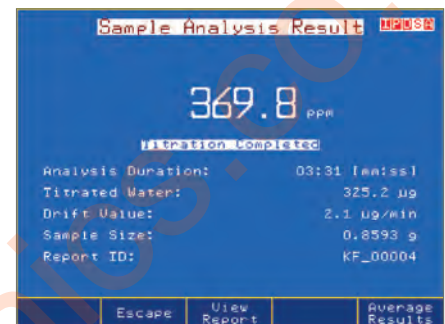 Sample Analysis Result
369.8 ppm
Titration Completed
Analysis Duration: 03:31 [mm:ss]
Titrated Water: 325.2 µg
Drift Value: 2.1 µg/min
Sample Size: 0.8593 g
Report ID: KF_00004
Escape
View Report
Average Results